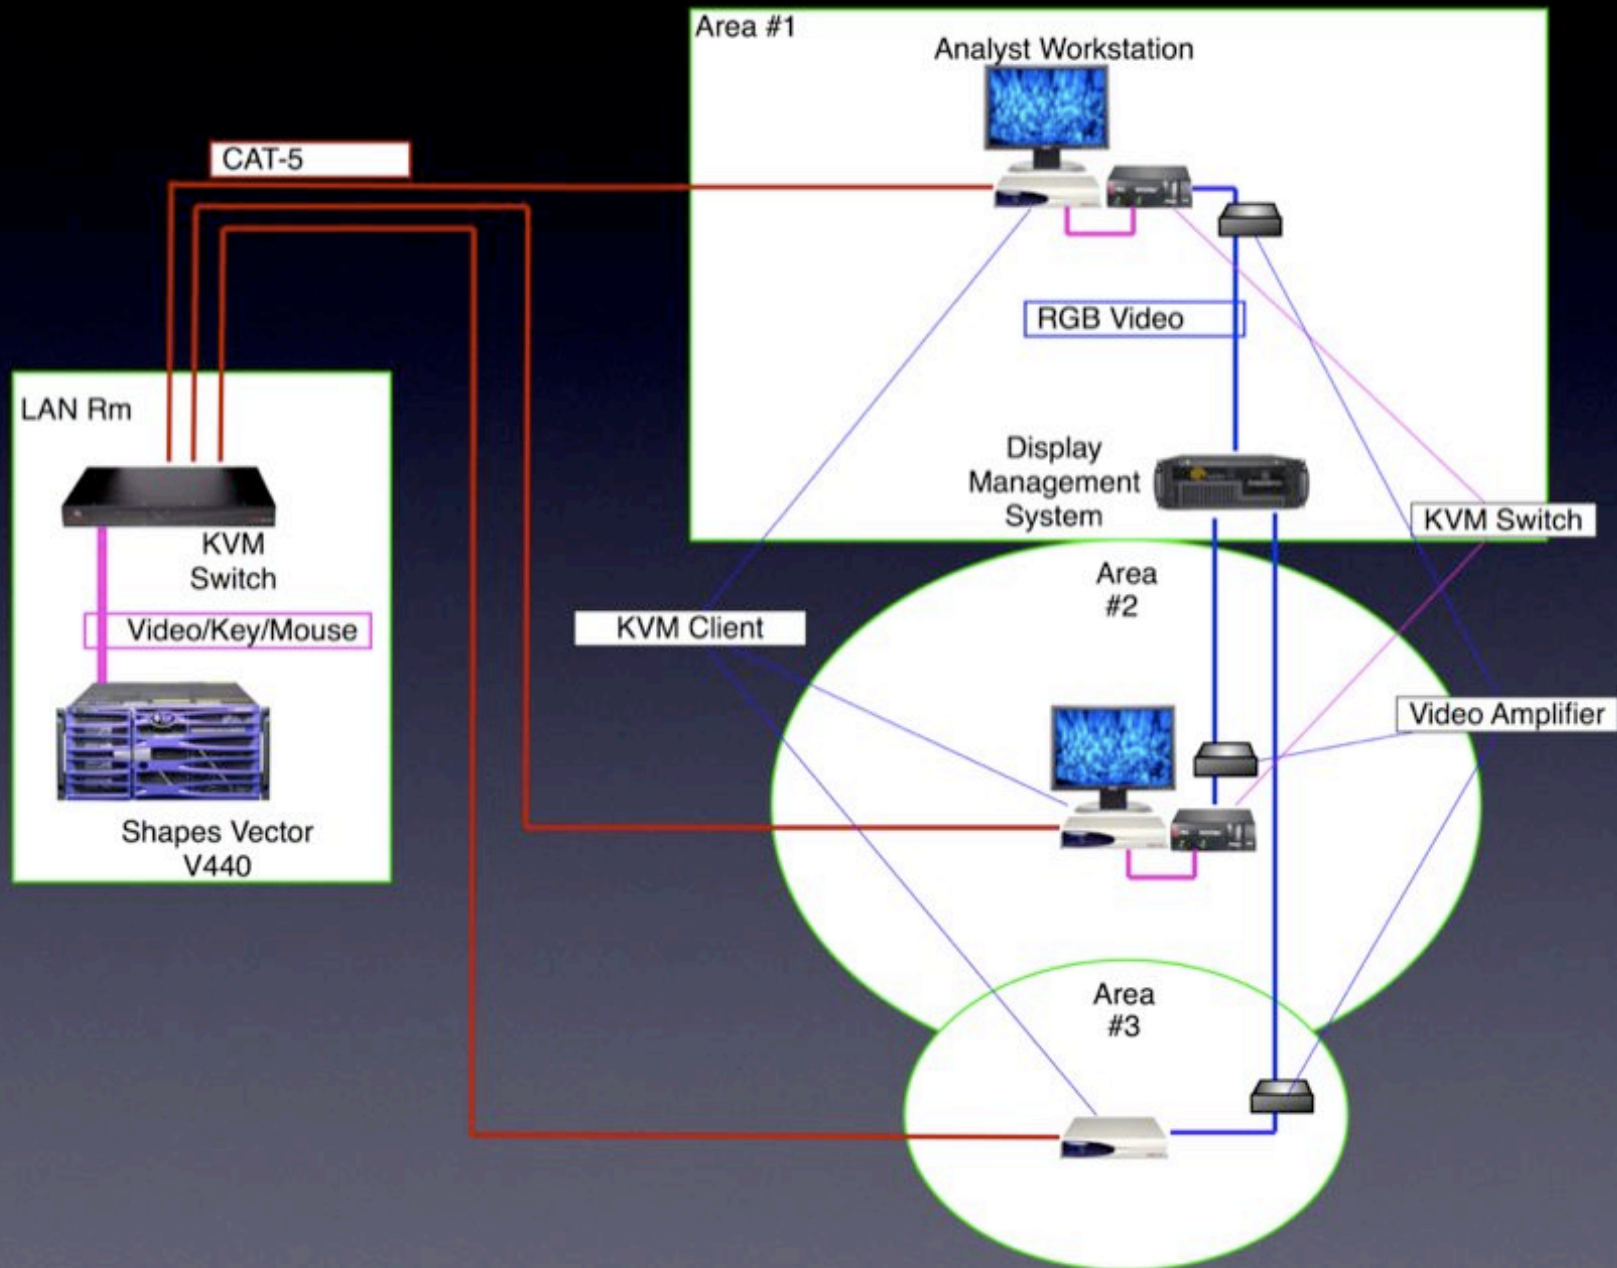 Area #1
Analyst Workstation
CAT-5
RGB Video
LAN Rm
Display
Management
System
KVM Switch
KVM
Switch
Area
#2
KVM Client
Video/Key/Mouse
Video Amplifier
Shapes Vector
V440
Area
#3